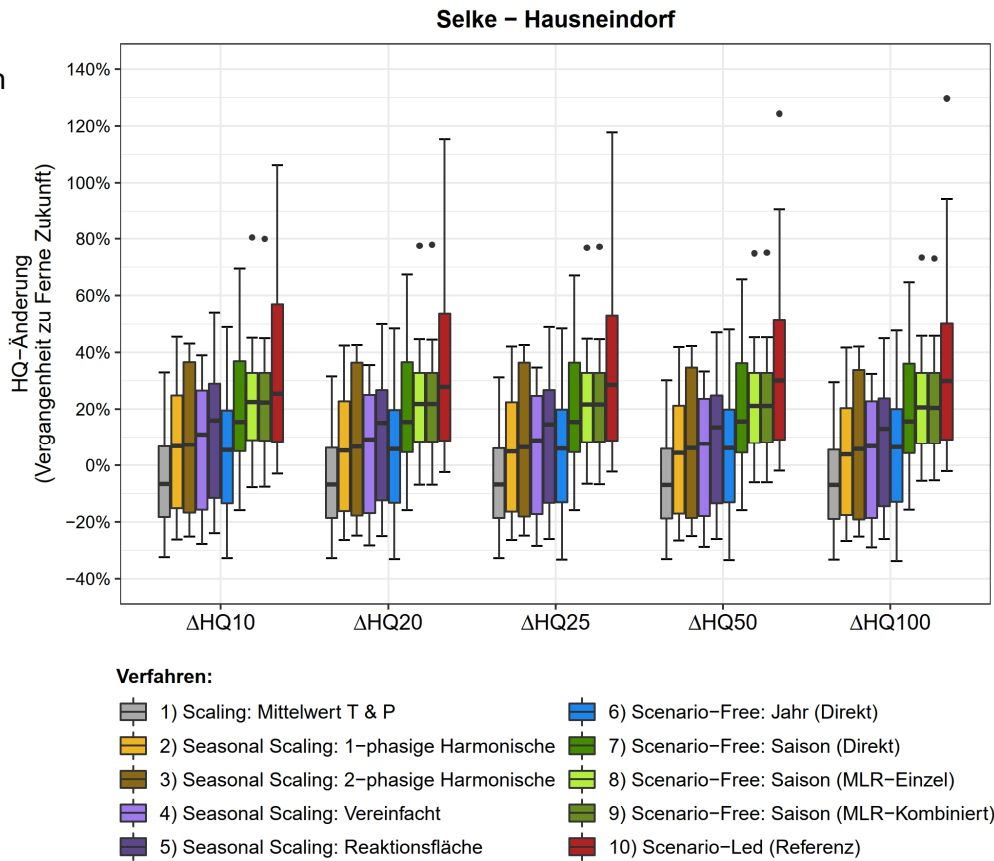 Selke − Hausneindorf
n
HQ−Änderung
(Vergangenheit zu Ferne Zukunft)
140%
120%
100%
80%
60%
40%
20%
0%
−20%
−40%
ΔHQ10 ΔHQ20 ΔHQ25 ΔHQ50 ΔHQ100
Verfahren:
1) Scaling: Mittelwert T & P
2) Seasonal Scaling: 1−phasige Harmonische
3) Seasonal Scaling: 2−phasige Harmonische
4) Seasonal Scaling: Vereinfacht
5) Seasonal Scaling: Reaktionsfläche
6) Scenario−Free: Jahr (Direkt)
7) Scenario−Free: Saison (Direkt)
8) Scenario−Free: Saison (MLR−Einzel)
9) Scenario−Free: Saison (MLR−Kombiniert)
10) Scenario−Led (Referenz)